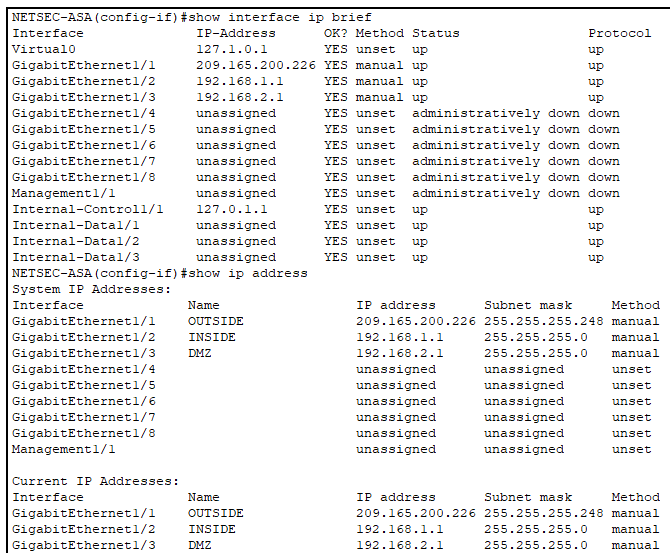 NETSEC-ASA(config-if)#show interface ip brief
Interface IP-Address OK? Method Status Protocol
Virtual0 127.1.0.1 YES unset up up
GigabitEthernet1/1 209.165.200.226 YES manual up up
GigabitEthernet1/2 192.168.1.1 YES manual up up
GigabitEthernet1/3 192.168.2.1 YES manual up up
GigabitEthernet1/4 unassigned YES unset administratively down down
GigabitEthernet1/5 unassigned YES unset administratively down down
GigabitEthernet1/6 unassigned YES unset administratively down down
GigabitEthernet1/7 unassigned YES unset administratively down down
GigabitEthernet1/8 unassigned YES unset administratively down down
Management1/1 unassigned YES unset administratively down down
Internal-Control1/1 127.0.1.1 YES unset up up
Internal-Data1/1 unassigned YES unset up up
Internal-Data1/2 unassigned YES unset up up
Internal-Data1/3 unassigned YES unset up up
NETSEC-ASA(config-if)#show ip address
System IP Addresses:
Interface Name IP address Subnet mask Method
GigabitEthernet1/1 OUTSIDE 209.165.200.226 255.255.255.248 manual
GigabitEthernet1/2 INSIDE 192.168.1.1 255.255.255.0 manual
GigabitEthernet1/3 DMZ 192.168.2.1 255.255.255.0 manual
GigabitEthernet1/4 unassigned unassigned unset
GigabitEthernet1/5 unassigned unassigned unset
GigabitEthernet1/6 unassigned unassigned unset
GigabitEthernet1/7 unassigned unassigned unset
GigabitEthernet1/8 unassigned unassigned unset
Management1/1 unassigned unassigned unset
Current IP Addresses:
Interface Name IP address Subnet mask Method
GigabitEthernet1/1 OUTSIDE 209.165.200.226 255.255.255.248 manual
GigabitEthernet1/2 INSIDE 192.168.1.1 255.255.255.0 manual
GigabitEthernet1/3 DMZ 192.168.2.1 255.255.255.0 manual